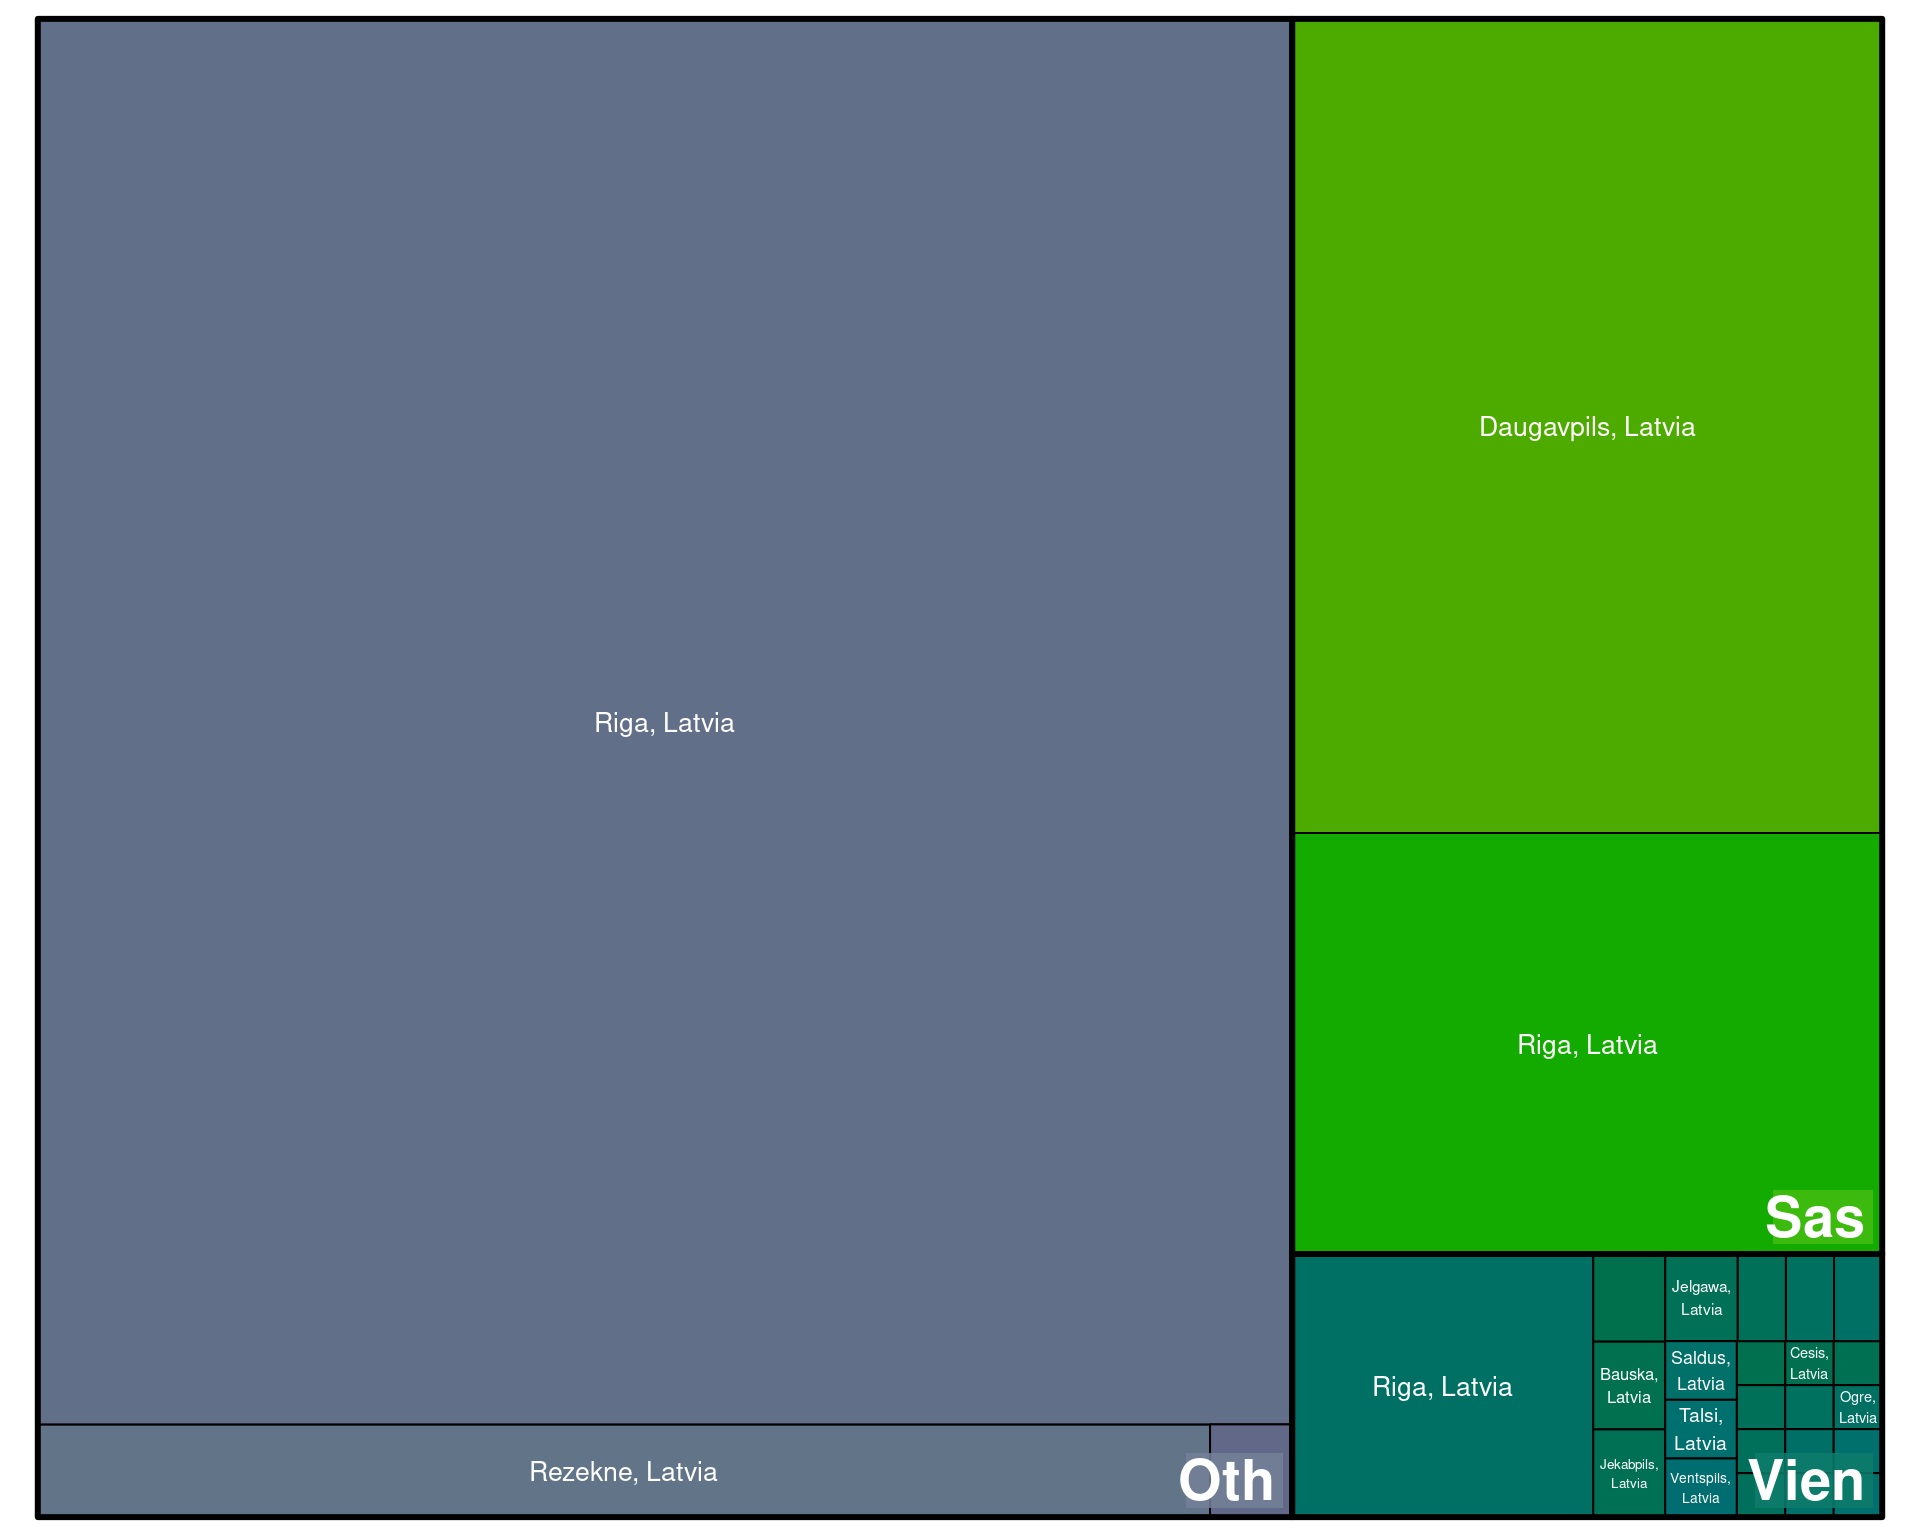 Riga, Latvia
Rezekne, Latvia
Oth
Daugavpils, Latvia
Riga, Latvia
Sas
Riga, Latvia
Bauska,
Latvia
Jekabpils,
Latvia
Jelgawa,
Latvia
Saldus,
Latvia
Talsi,
Latvia
Ventspils,
Latvia
Cesis,
Latvia
Ogre,
Latvia
Vien